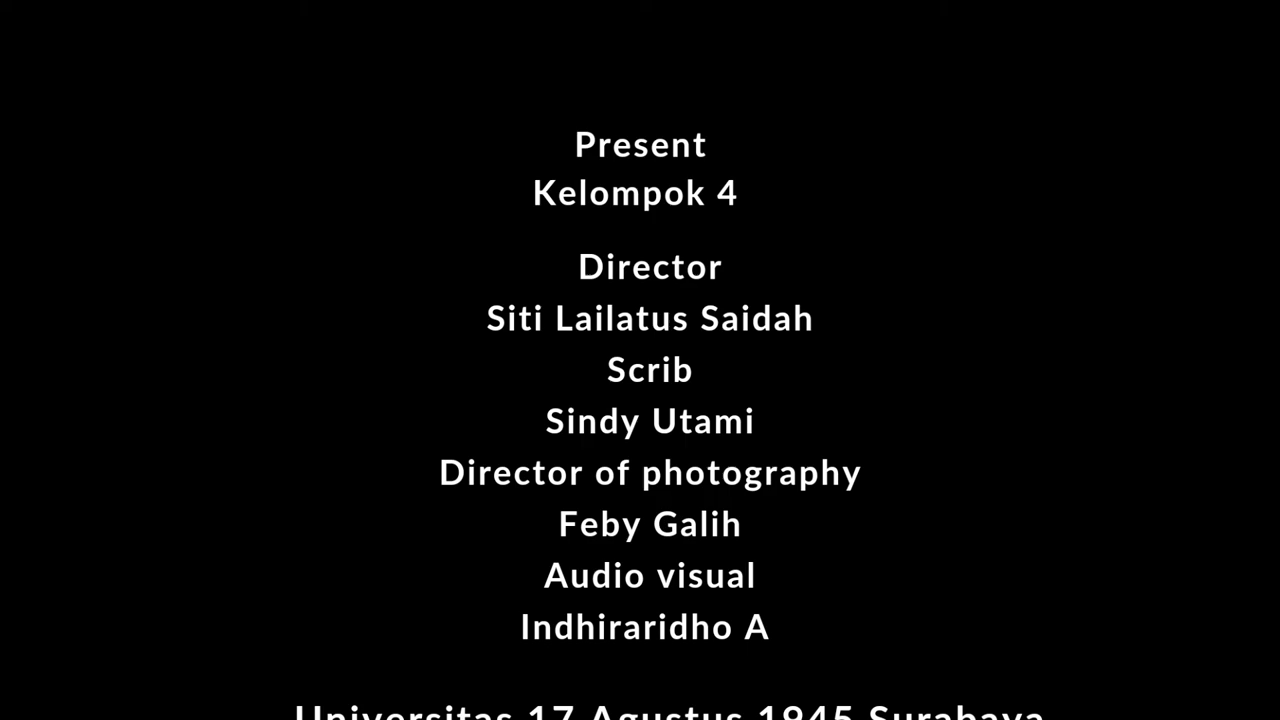 Present
Kelompok 4
Director
Siti Lailatus Saidah
Scrib
Sindy Utami
Director of photography
Feby Galih
Audio visual
Indhiraridho A
Universitas 17 Agustus 1945 Surabaya